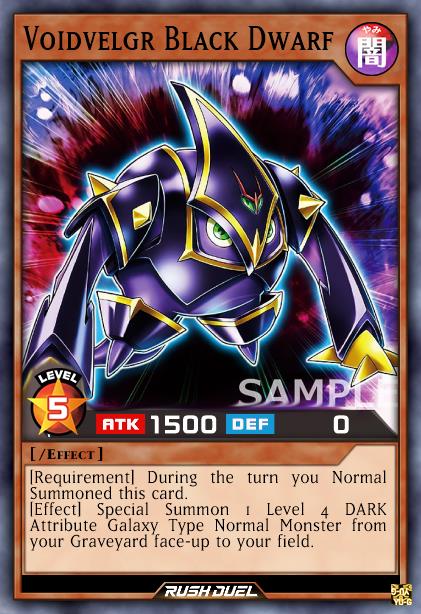 Voidvelgr Black Dwarf
やみ
闇
SAMPLE
LEVEL
5
ATK 1500 DEF 0
[ /Effect ]
[Requirement] During the turn you Normal
Summoned this card.
[Effect] Special Summon 1 Level 4 DARK
Attribute Galaxy Type Normal Monster from
your Graveyard face-up to your field.
RUSH DUEL